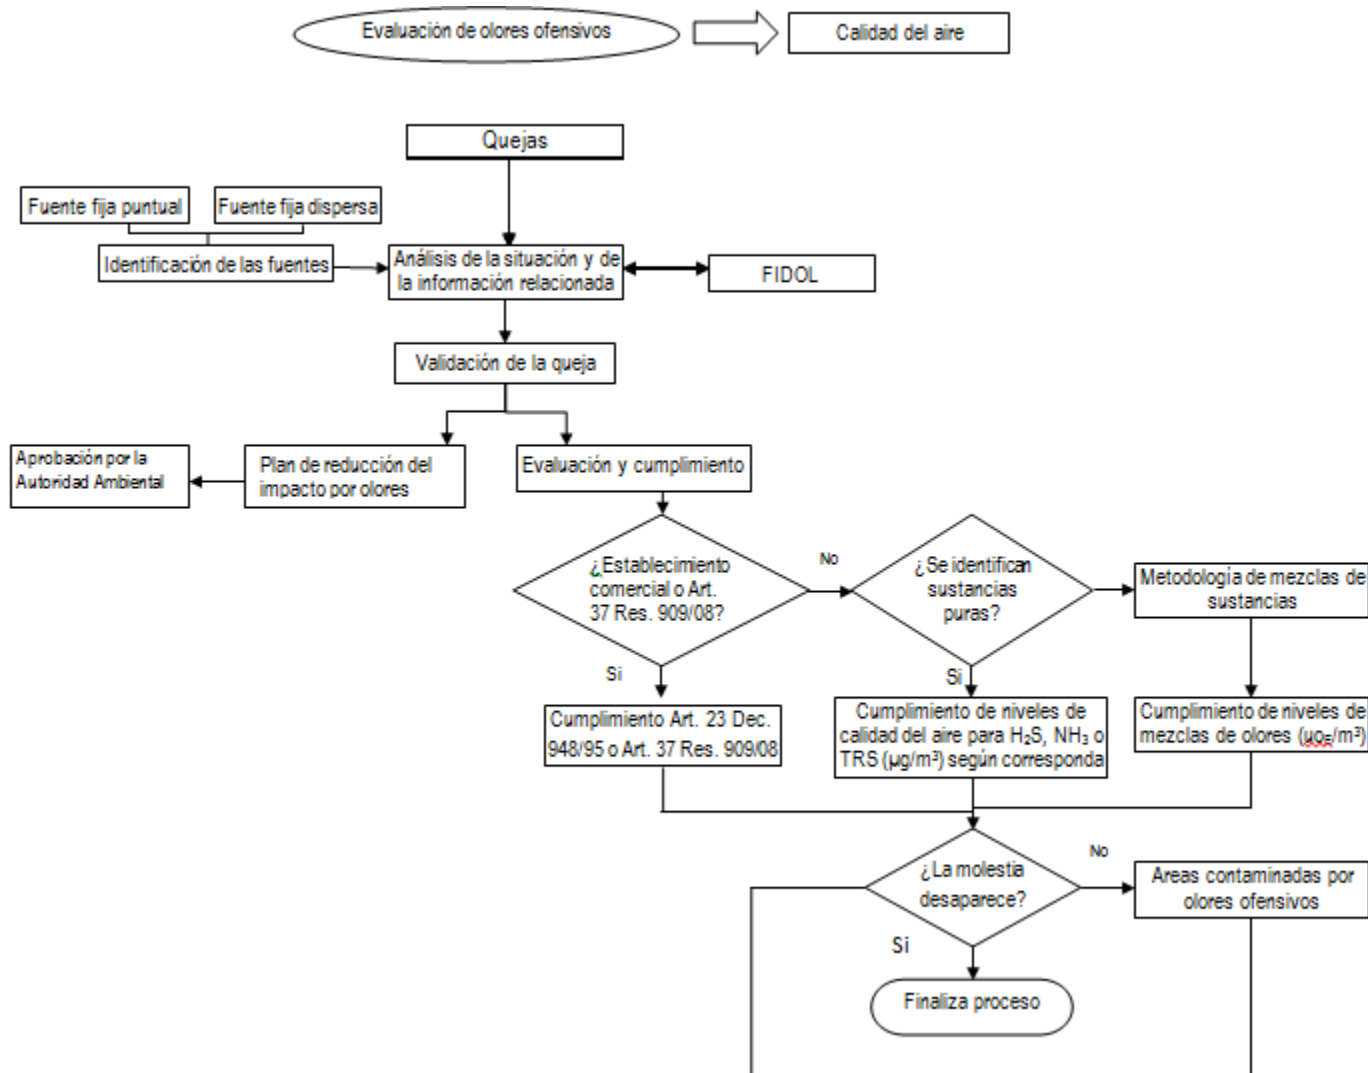 Evaluación de olores ofensivos
Calidad del aire
Quejas
Fuente fija puntual
Fuente fija dispersa
Identificación de las fuentes
Análisis de la situación y de
la información relacionada
FIDOL
Validación de la queja
Aprobación por la
Autoridad Ambiental
Plan de reducción del
impacto por olores
Evaluación y cumplimiento
¿Establecimiento
comercial o Art.
37 Res. 909/08?
No
¿Se identifican
sustancias
puras?
Metodología de mezclas de
sustancias
Si
Si
Cumplimiento Art. 23 Dec.
948/95 o Art. 37 Res. 909/08
Cumplimiento de niveles de
calidad del aire para H₂S, NH₃ o
TRS (µg/m³) según corresponda
Cumplimiento de niveles de
mezclas de olores (µoᴇ/m³)
¿La molestia
desaparece?
No
Areas contaminadas por
olores ofensivos
Si
Finaliza proceso